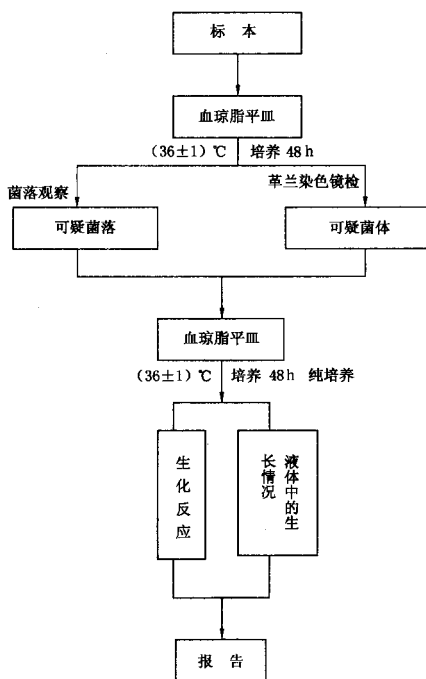 标 本
血琼脂平皿
(36±1)℃ 培养 48h
菌落观察
革兰染色镜检
可疑菌落
可疑菌体
血琼脂平皿
(36±1)℃ 培养 48h 纯培养
生化反应
液体中的生
长情况
报 告